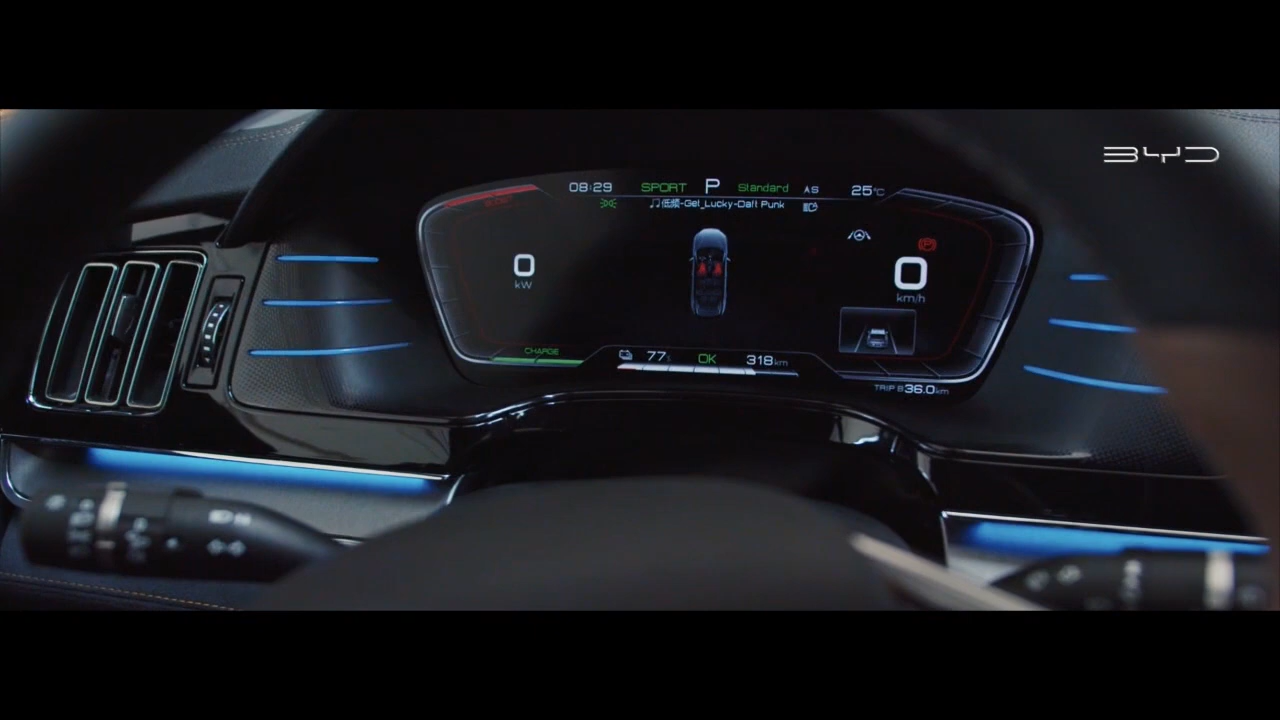 BYD
08:29 SPORT P Standard AS 25°C
低频-Get_Lucky-Daft Punk
0
kW
0
km/h
CHARGE
77% OK 318km
TRIP B 36.0km